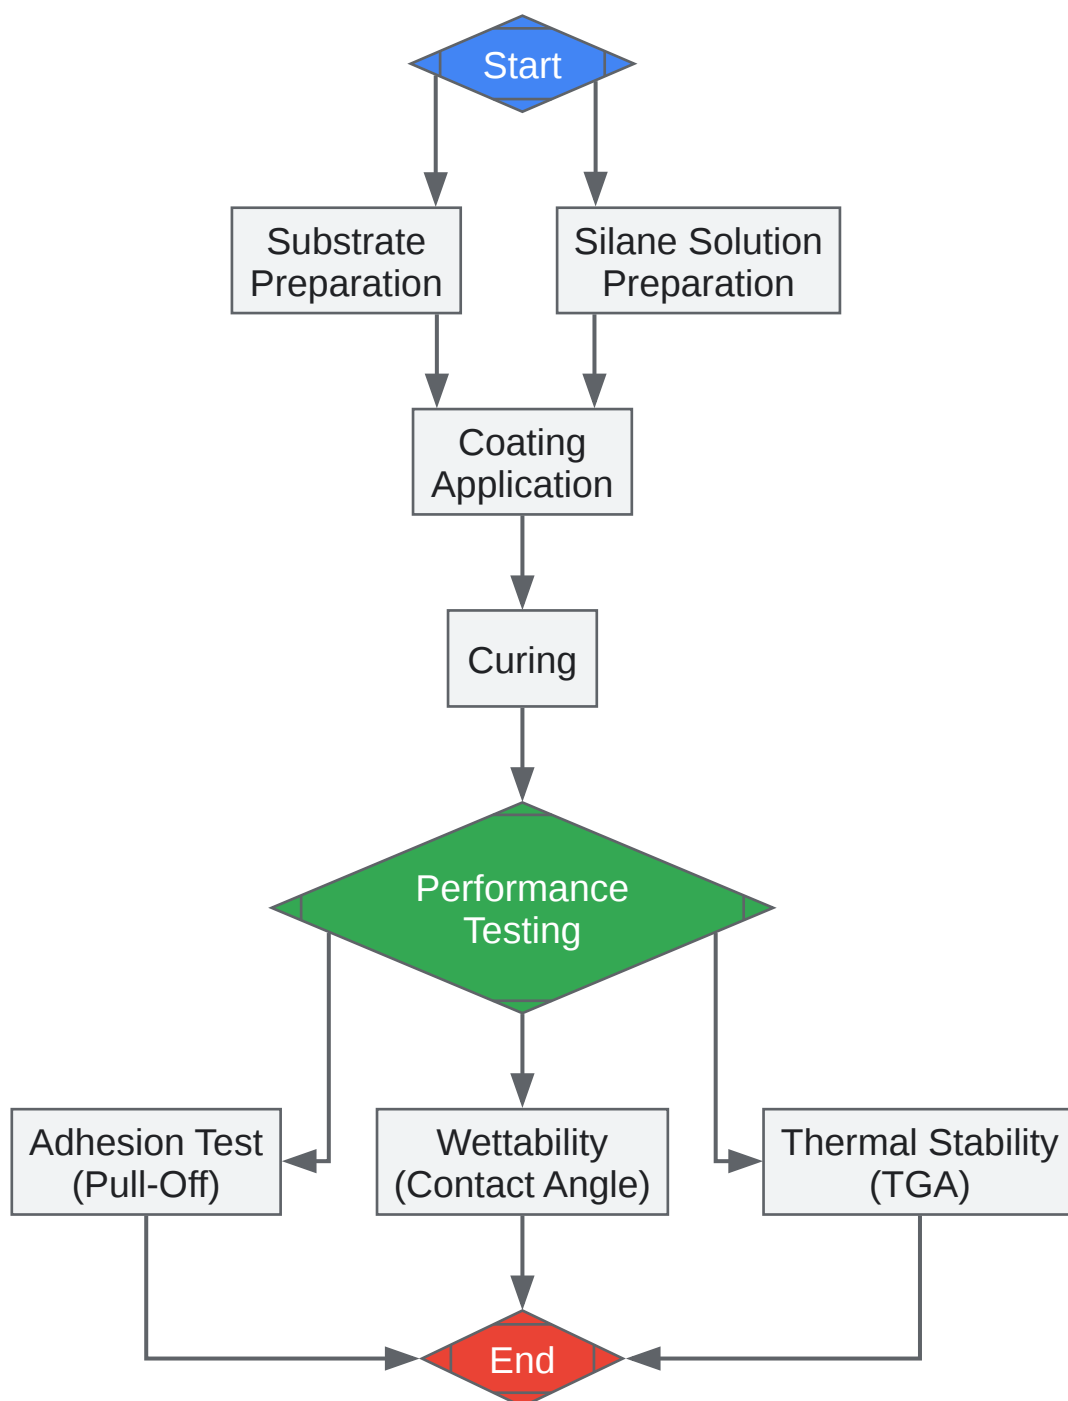 Start
Substrate
Preparation
Silane Solution
Preparation
Coating
Application
Curing
Performance
Testing
Adhesion Test
(Pull-Off)
Wettability
(Contact Angle)
Thermal Stability
(TGA)
End